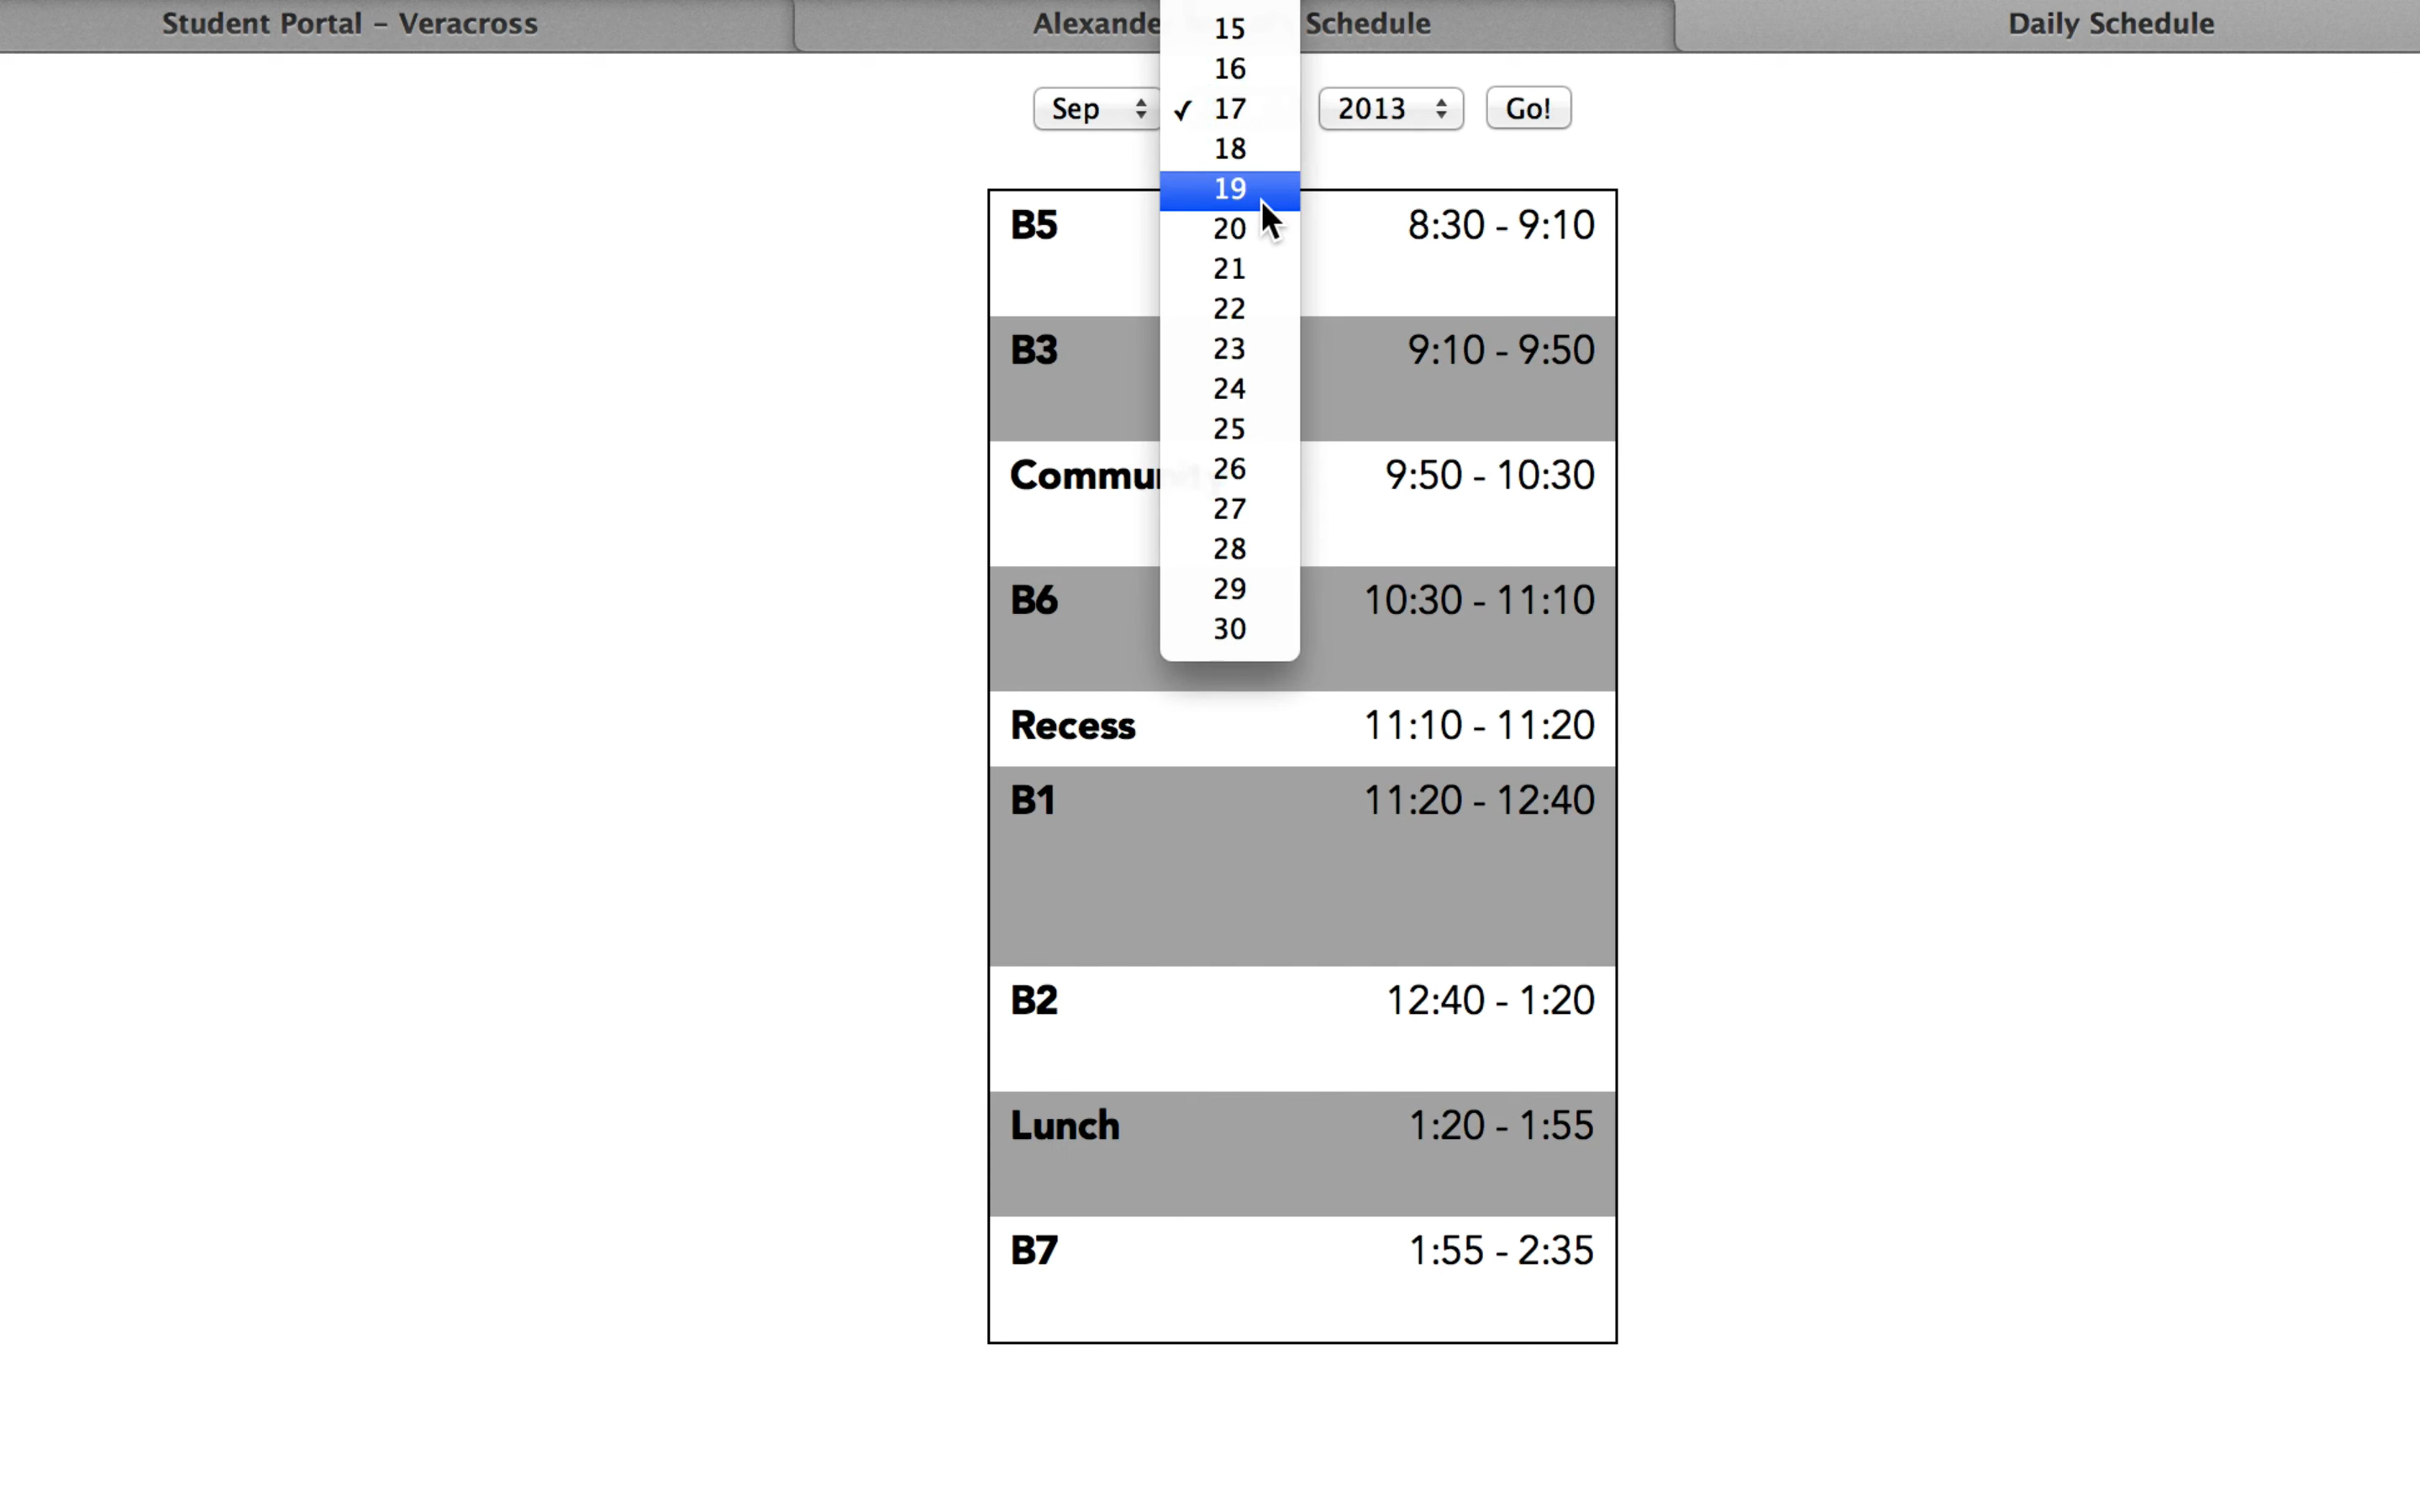 Student Portal – Veracross
Alexande Schedule
Daily Schedule
15
16
Sep ✓ 17 2013 Go!
18
19
B5 20 8:30 - 9:10
21
22
B3 23 9:10 - 9:50
24
25
Commu 26 9:50 - 10:30
27
28
B6 29 10:30 - 11:10
30
Recess 11:10 - 11:20
B1 11:20 - 12:40
B2 12:40 - 1:20
Lunch 1:20 - 1:55
B7 1:55 - 2:35